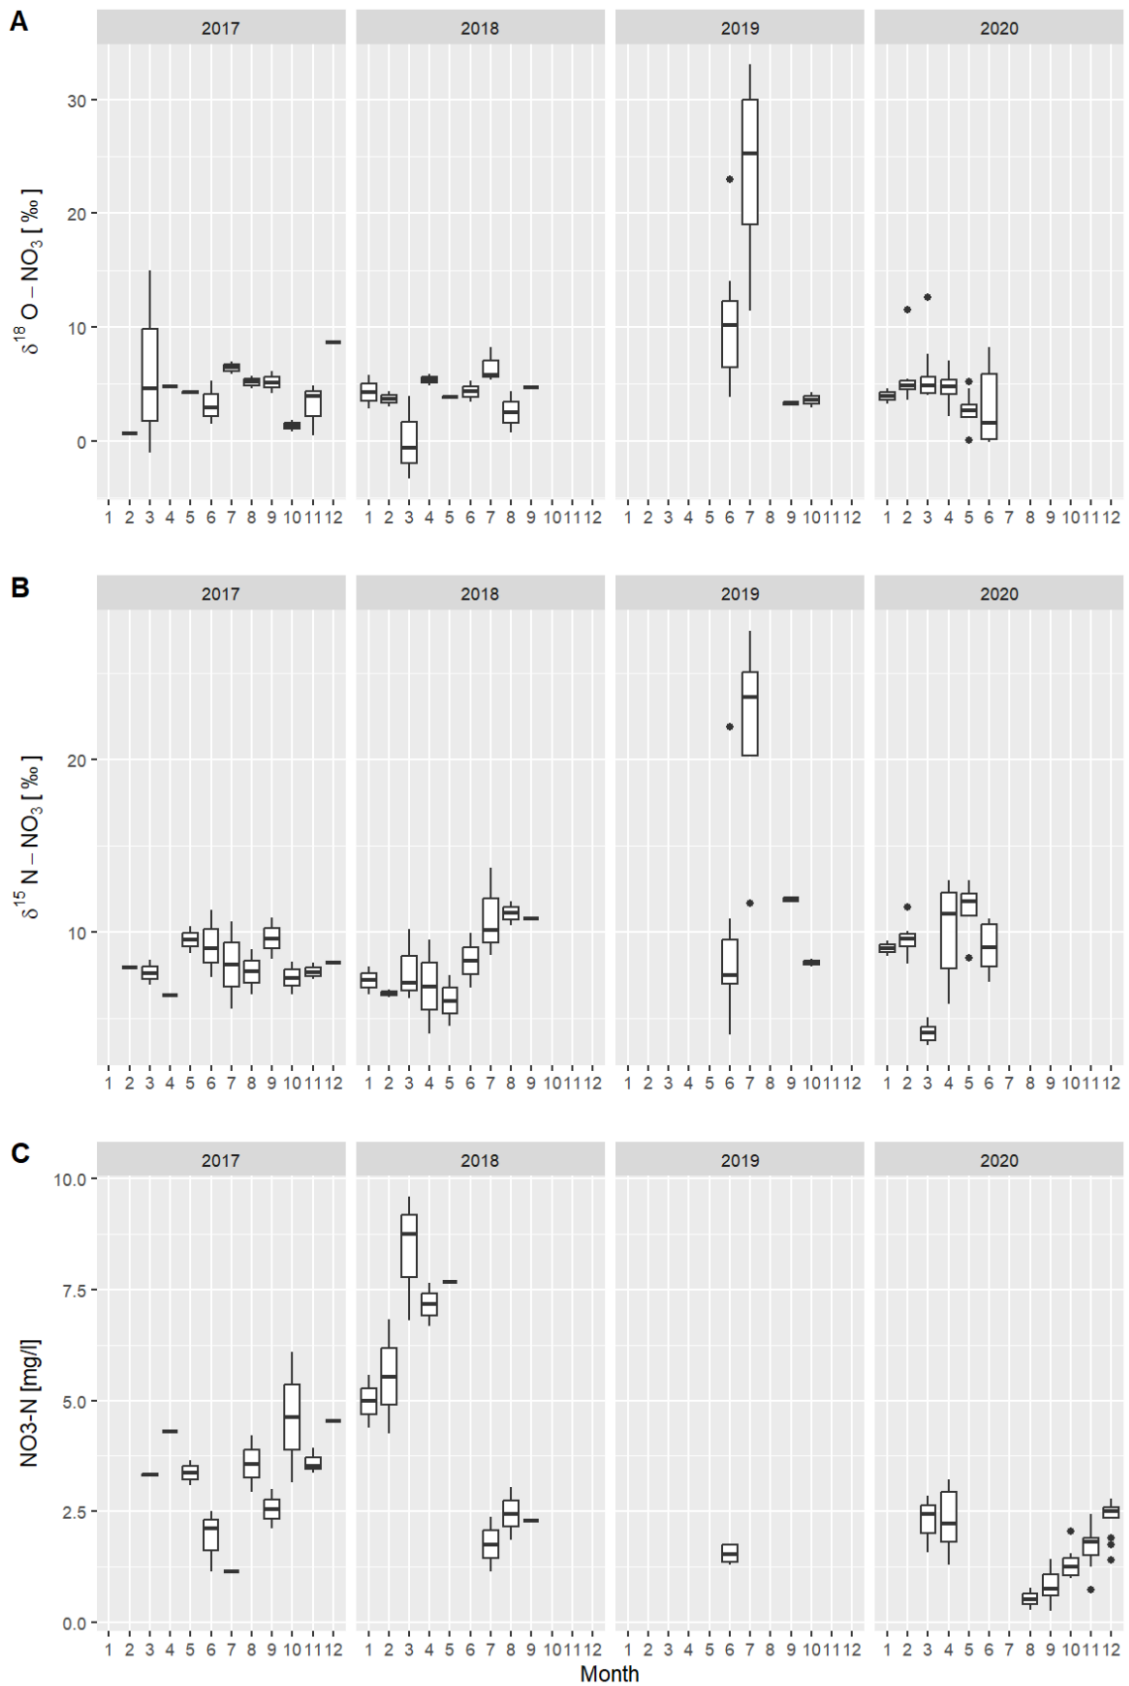 A
2017 2018 2019 2020
30
20
10
0
δ¹⁸ O − NO₃ [ ‰ ]
1 2 3 4 5 6 7 8 9 10 11 12 1 2 3 4 5 6 7 8 9 10 11 12 1 2 3 4 5 6 7 8 9 10 11 12 1 2 3 4 5 6 7 8 9 10 11 12
B
2017 2018 2019 2020
20
10
δ¹⁵ N − NO₃ [ ‰ ]
1 2 3 4 5 6 7 8 9 10 11 12 1 2 3 4 5 6 7 8 9 10 11 12 1 2 3 4 5 6 7 8 9 10 11 12 1 2 3 4 5 6 7 8 9 10 11 12
C
2017 2018 2019 2020
10.0
7.5
5.0
2.5
0.0
NO3-N [mg/l]
1 2 3 4 5 6 7 8 9 10 11 12 1 2 3 4 5 6 7 8 9 10 11 12 1 2 3 4 5 6 7 8 9 10 11 12 1 2 3 4 5 6 7 8 9 10 11 12
Month